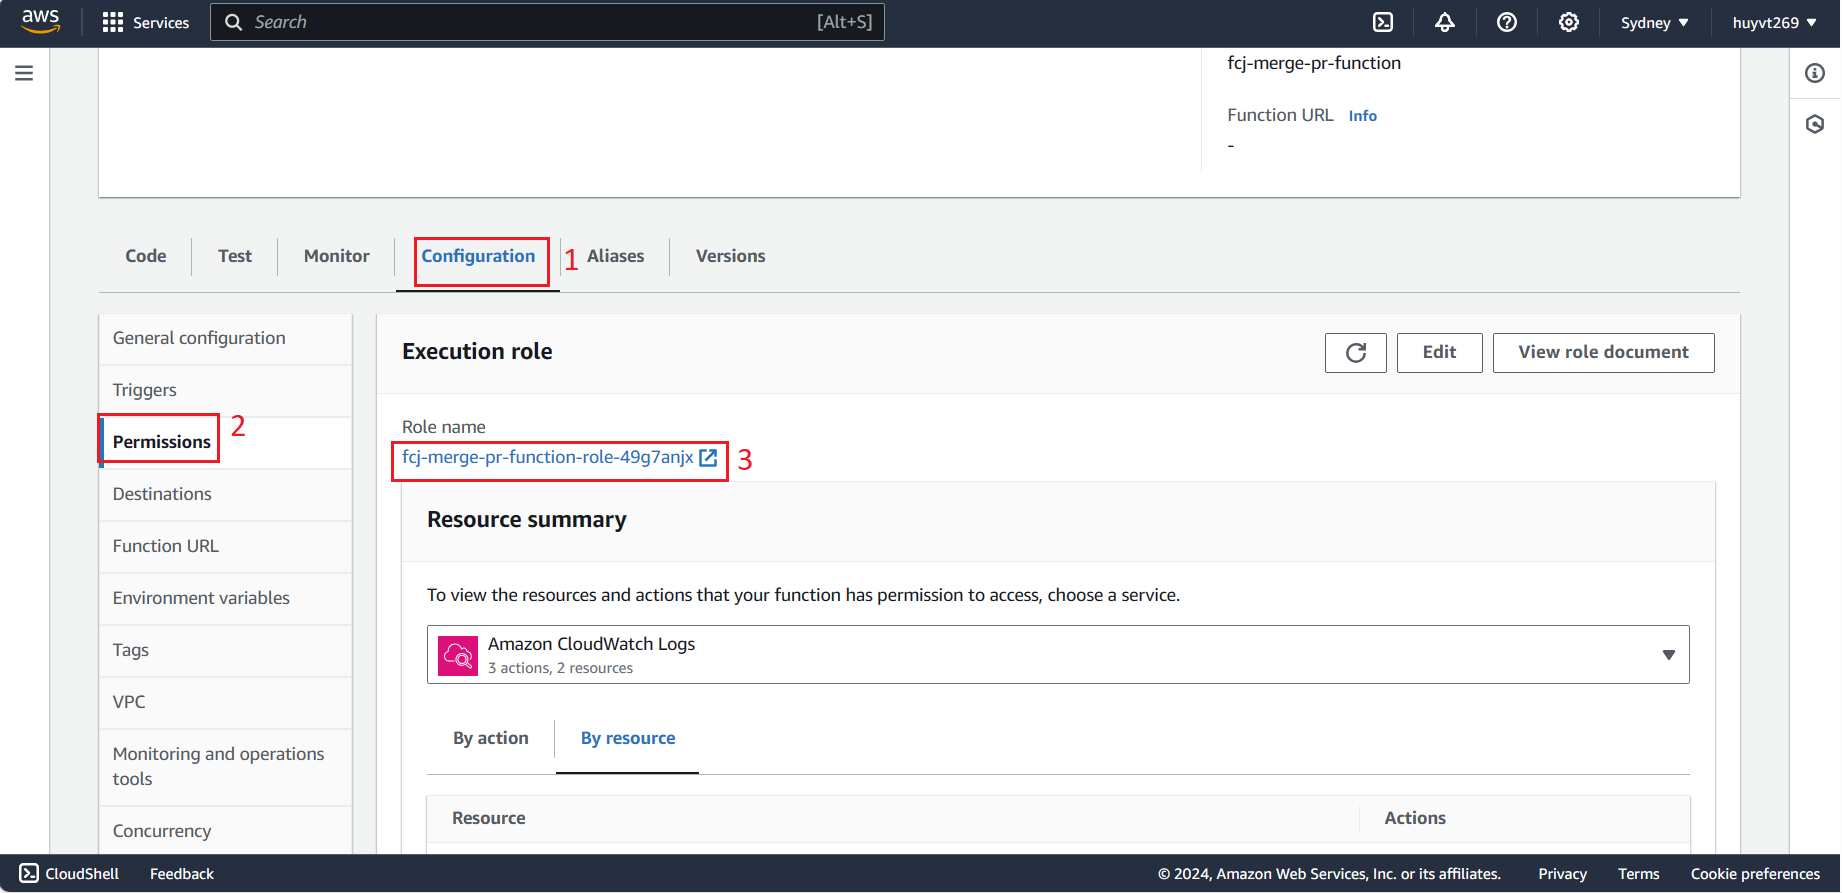 aws
Services
Search [Alt+S]
Sydney ▼
huyvt269 ▼
fcj-merge-pr-function
Function URL Info
-
Code
Test
Monitor
Configuration 1
Aliases
Versions
General configuration
Triggers
Permissions 2
Destinations
Function URL
Environment variables
Tags
VPC
Monitoring and operations
tools
Concurrency
Execution role
Edit
View role document
Role name
fcj-merge-pr-function-role-49g7anjx 3
Resource summary
To view the resources and actions that your function has permission to access, choose a service.
Amazon CloudWatch Logs
3 actions, 2 resources
By action
By resource
Resource
Actions
CloudShell
Feedback
© 2024, Amazon Web Services, Inc. or its affiliates.
Privacy
Terms
Cookie preferences